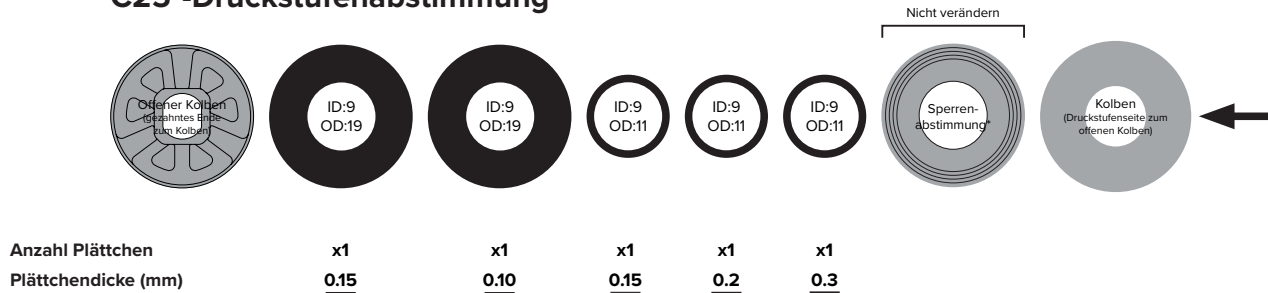 C25 -Druckstufenabstimmung
Nicht verändern
Offener Kolben
(gezahntes Ende
zum Kolben)
ID:9
OD:19
ID:9
OD:19
ID:9
OD:11
ID:9
OD:11
ID:9
OD:11
Sperren-
abstimmung*
Kolben
(Druckstufenseite zum
offenen Kolben)
Anzahl Plättchen x1 x1 x1 x1 x1
Plättchendicke (mm) 0.15 0.10 0.15 0.2 0.3